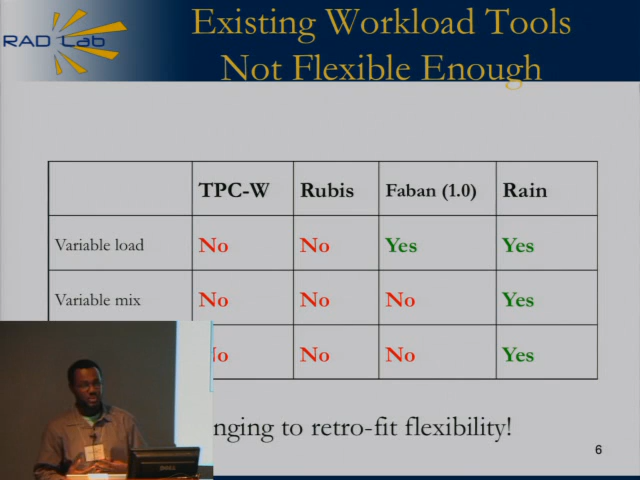 RAD Lab
Existing Workload Tools
Not Flexible Enough
TPC-W Rubis Faban (1.0) Rain
Variable load No No Yes Yes
Variable mix No No No Yes
No No Yes
to retro-fit flexibility!
6
DELL